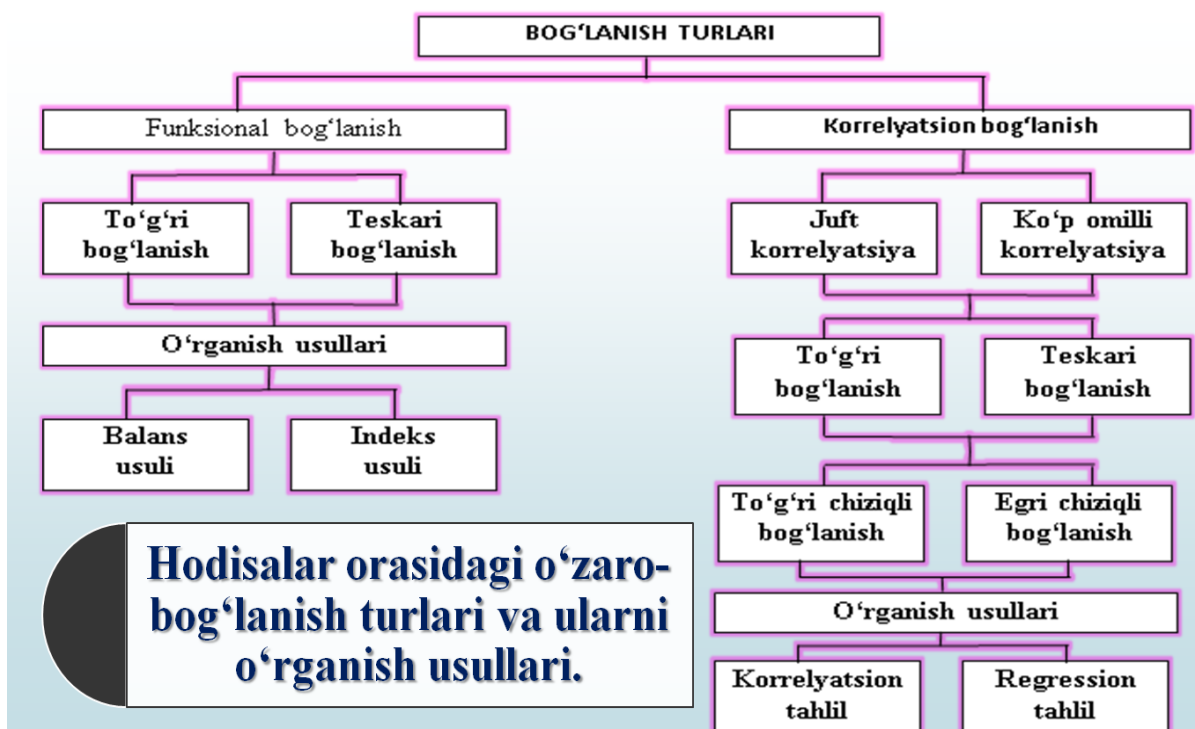 BOG‘LANISH TURLARI
Funksional bog‘lanish
To‘g‘ri
bog‘lanish
Teskari
bog‘lanish
O‘rganish usullari
Balans
usuli
Indeks
usuli
Korrelyatsion bog‘lanish
Juft
korrelyatsiya
Ko‘p omilli
korrelyatsiya
To‘g‘ri
bog‘lanish
Teskari
bog‘lanish
To‘g‘ri chiziqli
bog‘lanish
Egri chiziqli
bog‘lanish
O‘rganish usullari
Korrelyatsion
tahlil
Regression
tahlil
Hodisalar orasidagi o‘zaro-
bog‘lanish turlari va ularni
o‘rganish usullari.